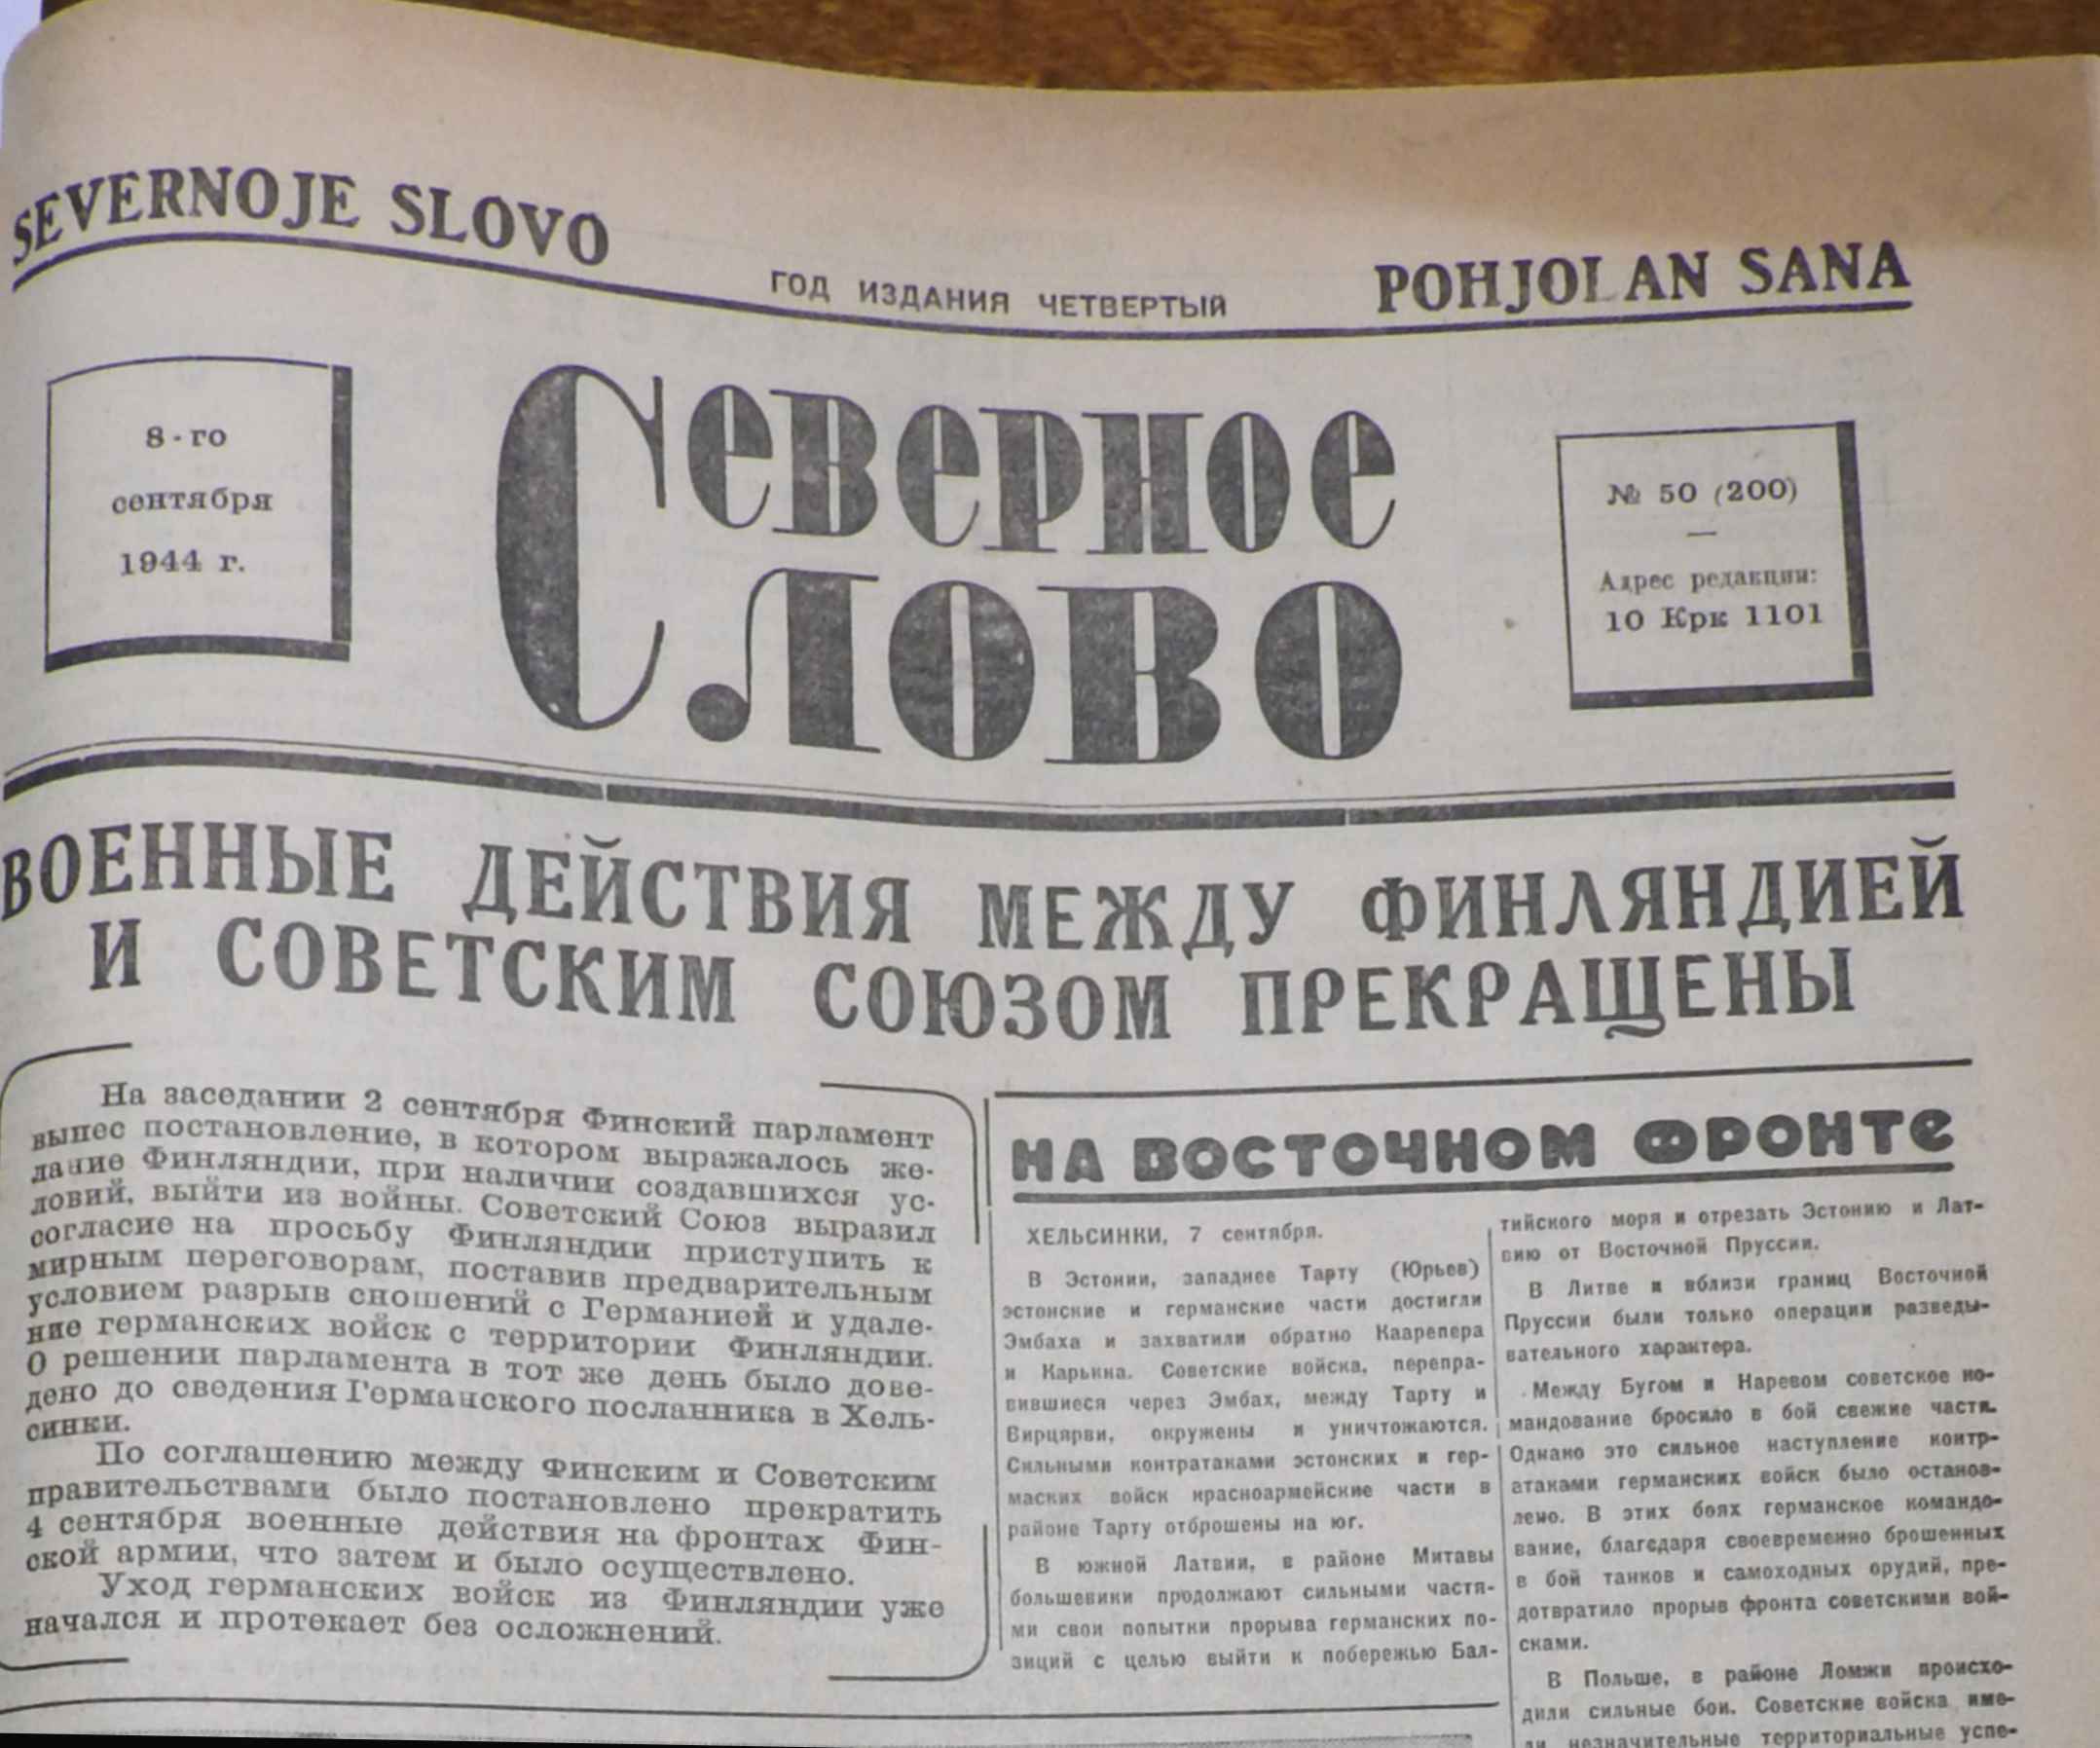 SEVERNOJE SLOVO
ГОД ИЗДАНИЯ ЧЕТВЕРТЫЙ
POHJOLAN SANA
8-го
сентября
1944 г.
Северное
Слово
№ 50 (200)
—
Адрес редакции:
10 Крк 1101
ВОЕННЫЕ ДЕЙСТВИЯ МЕЖДУ ФИНЛЯНДИЕЙ
И СОВЕТСКИМ СОЮЗОМ ПРЕКРАЩЕНЫ
На заседании 2 сентября Финский парламент
вынес постановление, в котором выражалось же-
лание Финляндии, при наличии создавшихся ус-
ловий, выйти из войны. Советский Союз выразил
согласие на просьбу Финляндии приступить к
мирным переговорам, поставив предварительным
условием разрыв сношений с Германией и удале-
ние германских войск с территории Финляндии.
О решении парламента в тот же день было дове-
дено до сведения Германского посланника в Хель-
синки.
По соглашению между Финским и Советским
правительствами было постановлено прекратить
4 сентября военные действия на фронтах Фин-
ской армии, что затем и было осуществлено.
Уход германских войск из Финляндии уже
начался и протекает без осложнений.
НА ВОСТОЧНОМ ФРОНТЕ
ХЕЛЬСИНКИ, 7 сентября.
В Эстонии, западнее Тарту (Юрьев)
эстонские и германские части достигли
Эмбаха и захватили обратно Каарепера
и Карькна. Советские войска, перепра-
вившиеся через Эмбах, между Тарту и
Вирцярви, окружены и уничтожаются.
Сильными контратаками эстонских и гер-
маских войск красноармейские части в
районе Тарту отброшены на юг.
В южной Латвии, в районе Митавы
большевики продолжают сильными частя-
ми свои попытки прорыва германских по-
зиций с целью выйти к побережью Бал-
тийского моря и отрезать Эстонию и Лат-
вию от Восточной Пруссии.
В Литве и вблизи границ Восточной
Пруссии были только операции разведы-
вательного характера.
Между Бугом и Наревом советское ко-
мандование бросило в бой свежие части.
Однако это сильное наступление контр-
атаками германских войск было останов-
лено. В этих боях германское командо-
вание, благодаря своевременно брошенных
в бой танков и самоходных орудий, пре-
дотвратило прорыв фронта советскими вой-
сками.
В Польше, в районе Ломжи происхо-
дили сильные бои. Советские войска име-
ли незначительные территориальные успе-